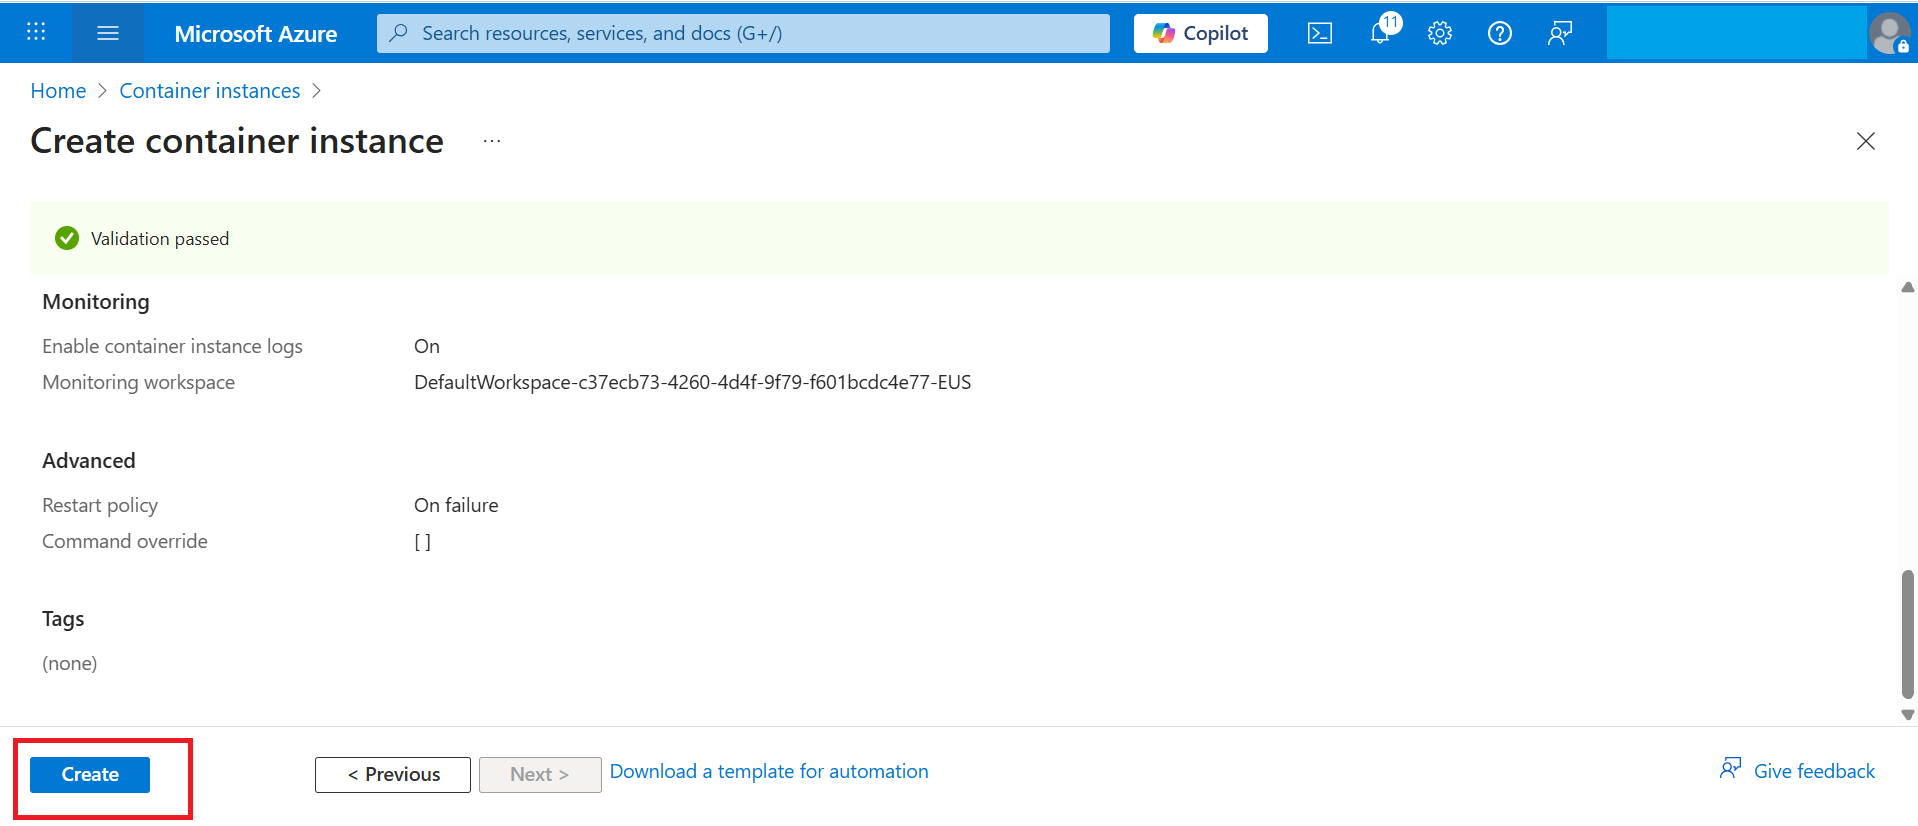 Microsoft Azure
Search resources, services, and docs (G+/)
Copilot
11
Home > Container instances >
Create container instance ...
Validation passed
Monitoring
Enable container instance logs On
Monitoring workspace DefaultWorkspace-c37ecb73-4260-4d4f-9f79-f601bcdc4e77-EUS
Advanced
Restart policy On failure
Command override [ ]
Tags
(none)
Create < Previous Next > Download a template for automation Give feedback